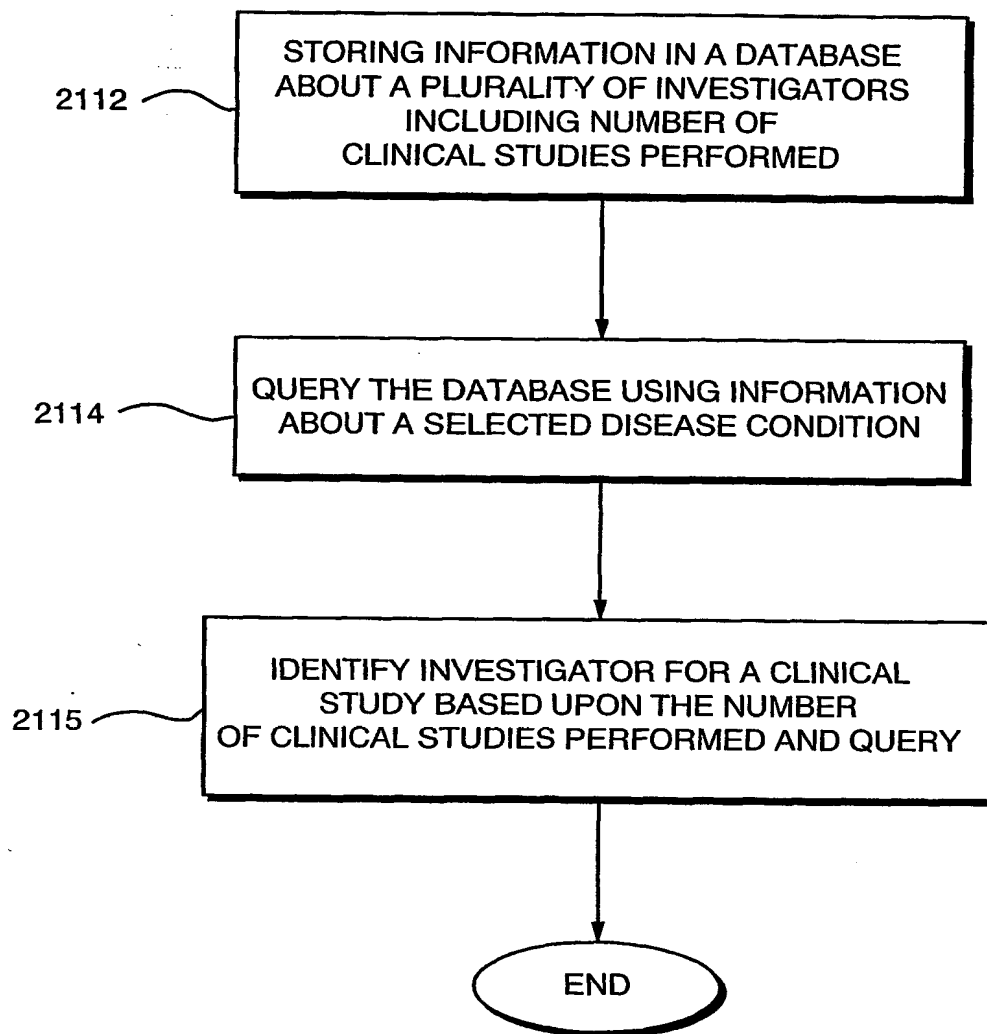 2112
STORING INFORMATION IN A DATABASE
ABOUT A PLURALITY OF INVESTIGATORS
INCLUDING NUMBER OF
CLINICAL STUDIES PERFORMED
2114
QUERY THE DATABASE USING INFORMATION
ABOUT A SELECTED DISEASE CONDITION
2115
IDENTIFY INVESTIGATOR FOR A CLINICAL
STUDY BASED UPON THE NUMBER
OF CLINICAL STUDIES PERFORMED AND QUERY
END